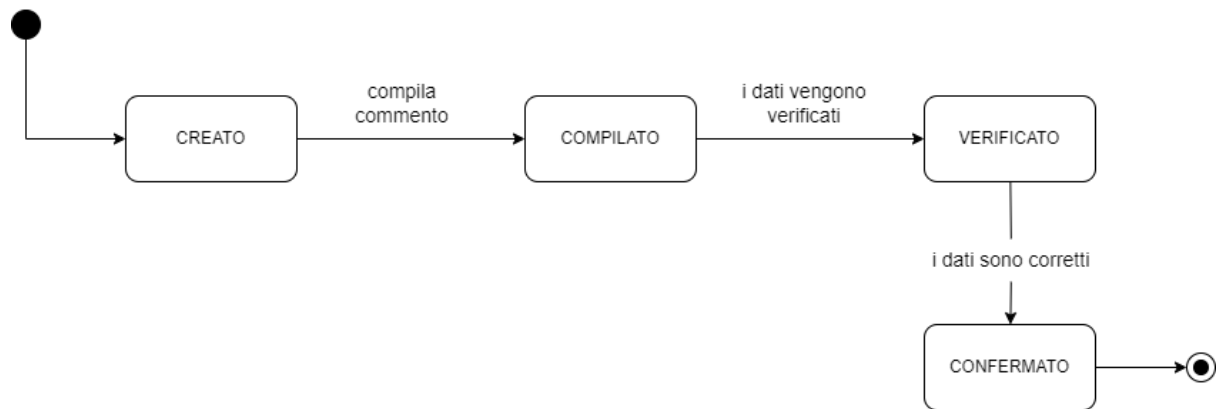 CREATO
compila
commento
COMPILATO
i dati vengono
verificati
VERIFICATO
i dati sono corretti
CONFERMATO